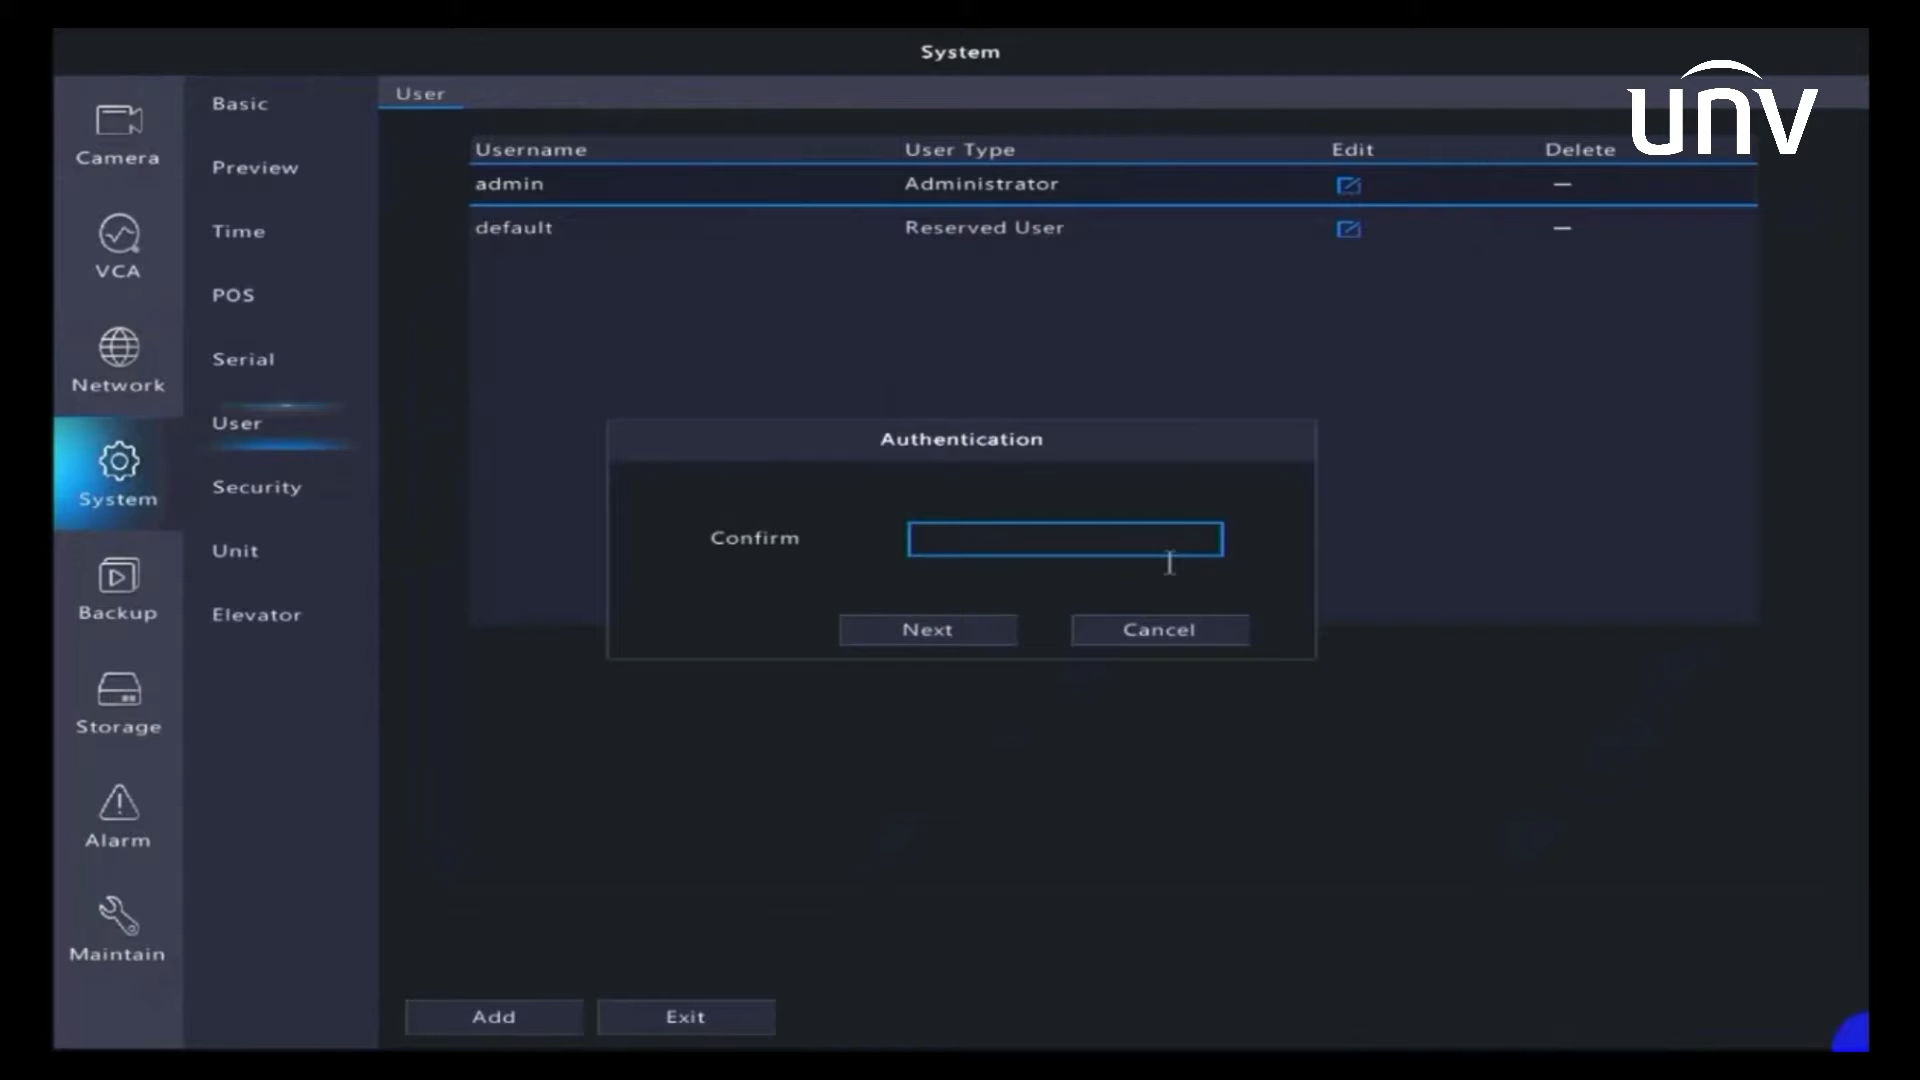 System
unv
Camera
VCA
Network
System
Backup
Storage
Alarm
Maintain
Basic
Preview
Time
POS
Serial
User
Security
Unit
Elevator
User
Username User Type Edit Delete
admin Administrator —
default Reserved User —
Authentication
Confirm
Next Cancel
Add Exit